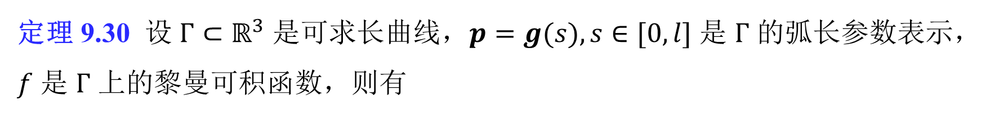 定理 9.30 设 Γ ⊂ ℝ³ 是可求长曲线，p = g(s), s ∈ [0, l] 是 Γ 的弧长参数表示，
f 是 Γ 上的黎曼可积函数，则有